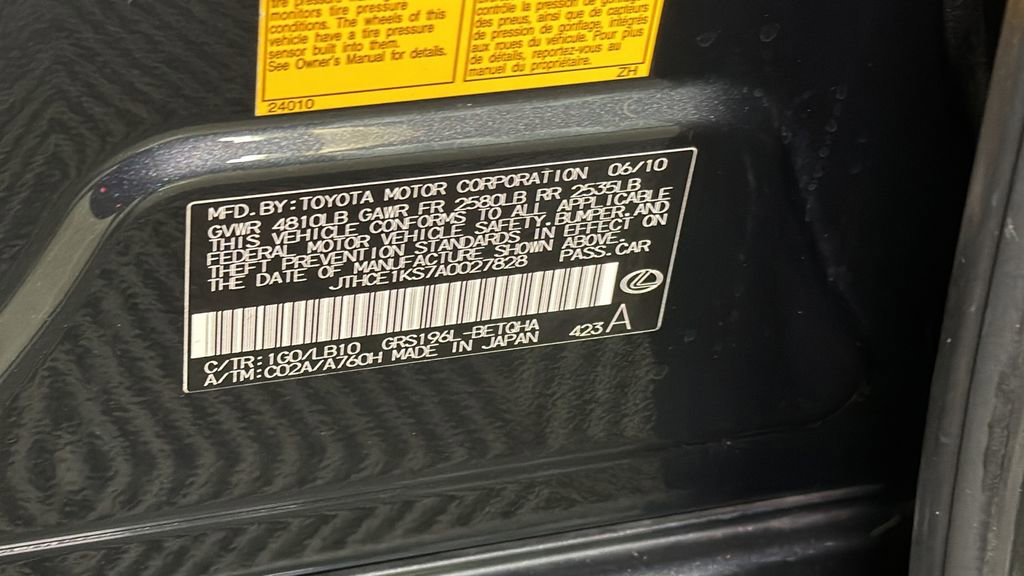 monitors tire pressure
conditions. The wheels of this
vehicle have a tire pressure
sensor built into them.
See Owner's Manual for details.
24010
contrôle la pression de gonflage
des pneus, ainsi que de capteurs
de pression de gonflage, intégrés
aux roues du véhicule. Pour plus
de détails, reportez-vous au
manuel du propriétaire.
ZH
MFD. BY: TOYOTA MOTOR CORPORATION 06/10
GVWR 4810LB GAWR FR 2580LB RR 2535LB
THIS VEHICLE CONFORMS TO ALL APPLICABLE
FEDERAL MOTOR VEHICLE SAFETY, BUMPER, AND
THEFT PREVENTION STANDARDS IN EFFECT ON
THE DATE OF MANUFACTURE SHOWN ABOVE.
JTHCE1KS7A0027828 PASS. CAR
C/TR: 1G0/LB10 GRS196L-BETQHA 423 A
A/TM: C02A/A760H MADE IN JAPAN